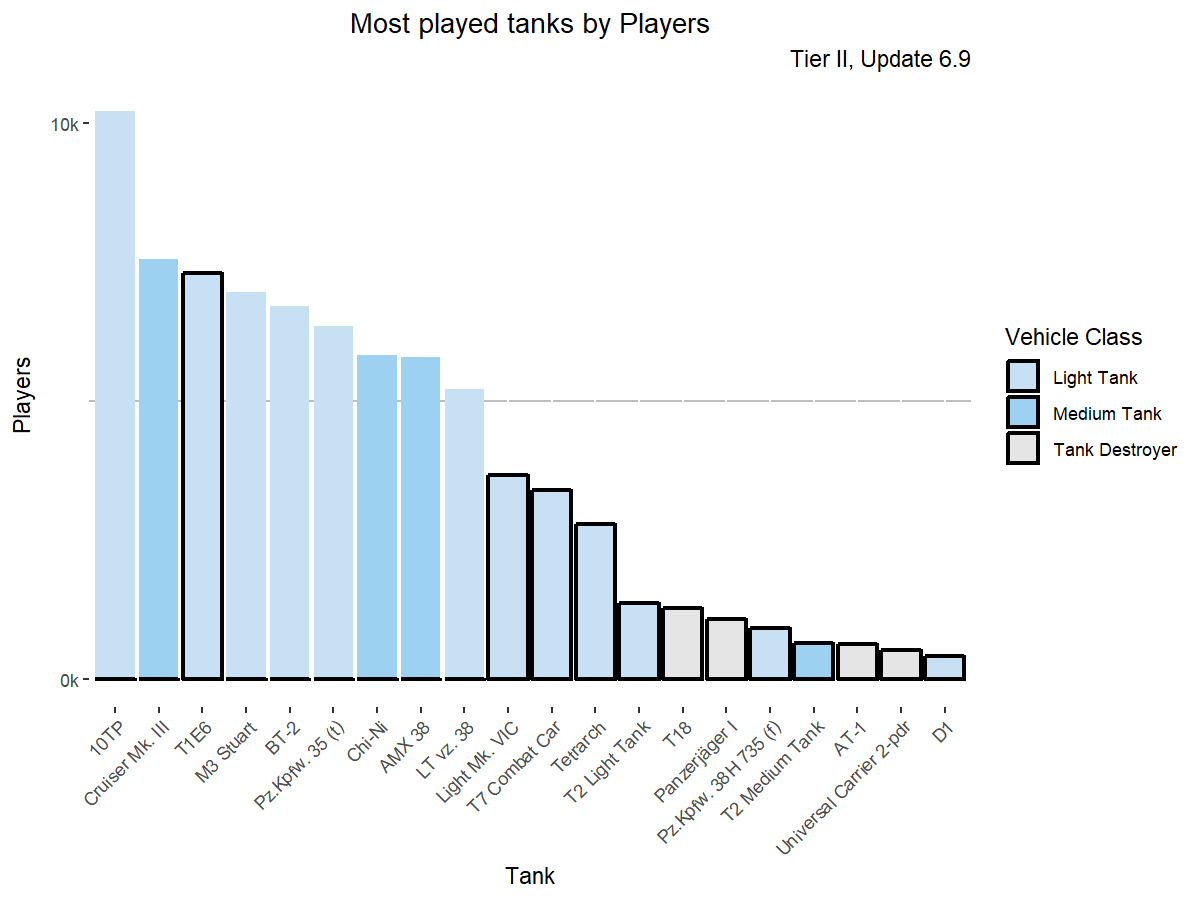 Most played tanks by Players
Tier II, Update 6.9
10k
0k
Players
10TP
Cruiser Mk. III
T1E6
M3 Stuart
BT-2
Pz.Kpfw. 35 (t)
Chi-Ni
AMX 38
LT vz. 38
Light Mk. VIC
T7 Combat Car
Tetrarch
T2 Light Tank
T18
Panzerjäger I
Pz.Kpfw. 38H 735 (f)
T2 Medium Tank
AT-1
Universal Carrier 2-pdr
D1
Tank
Vehicle Class
Light Tank
Medium Tank
Tank Destroyer